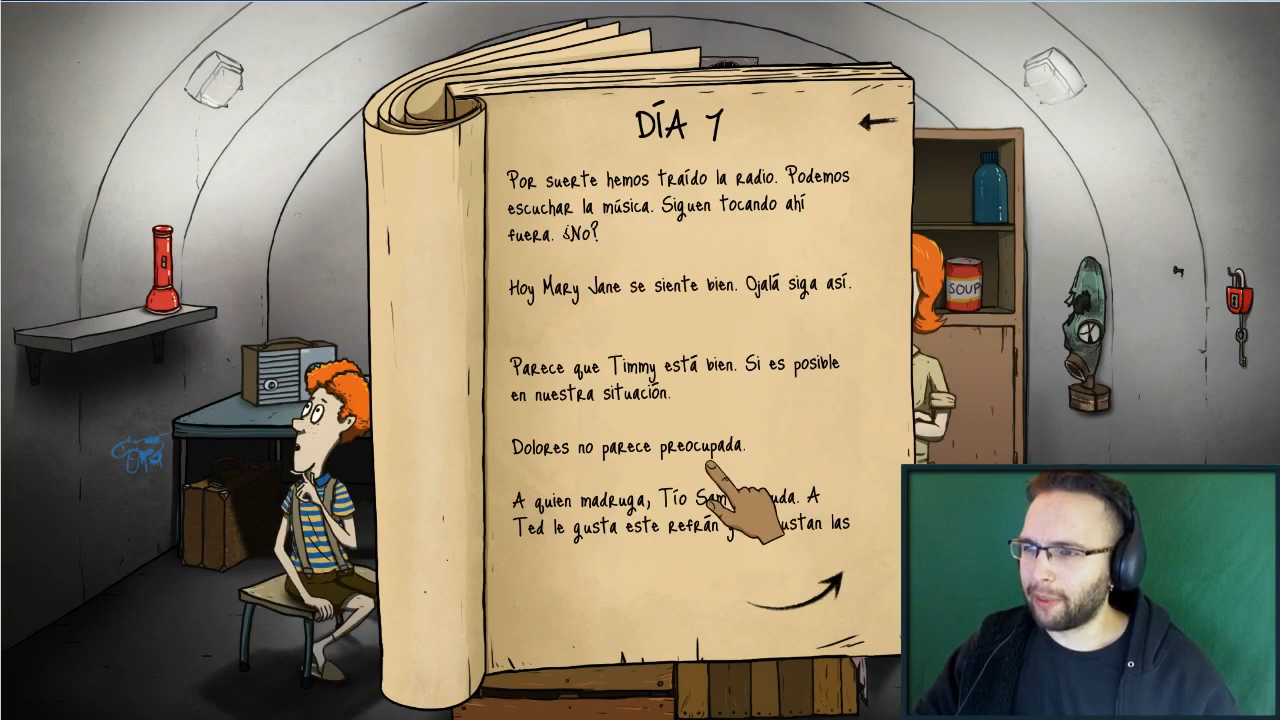 DÍA 7
Por suerte hemos traído la radio. Podemos
escuchar la música. Siguen tocando ahí
fuera. ¿No?
Hoy Mary Jane se siente bien. Ojalá siga así.
Parece que Timmy está bien. Si es posible
en nuestra situación.
Dolores no parece preocupada.
A quien madruga, Tío Sam A
Ted le gusta este refrán las
SOUP